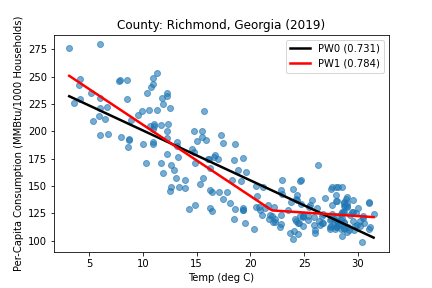 County: Richmond, Georgia (2019)
Per-Capita Consumption (MMBtu/1000 Households)
275
250
225
200
175
150
125
100
PW0 (0.731)
PW1 (0.784)
5 10 15 20 25 30
Temp (deg C)